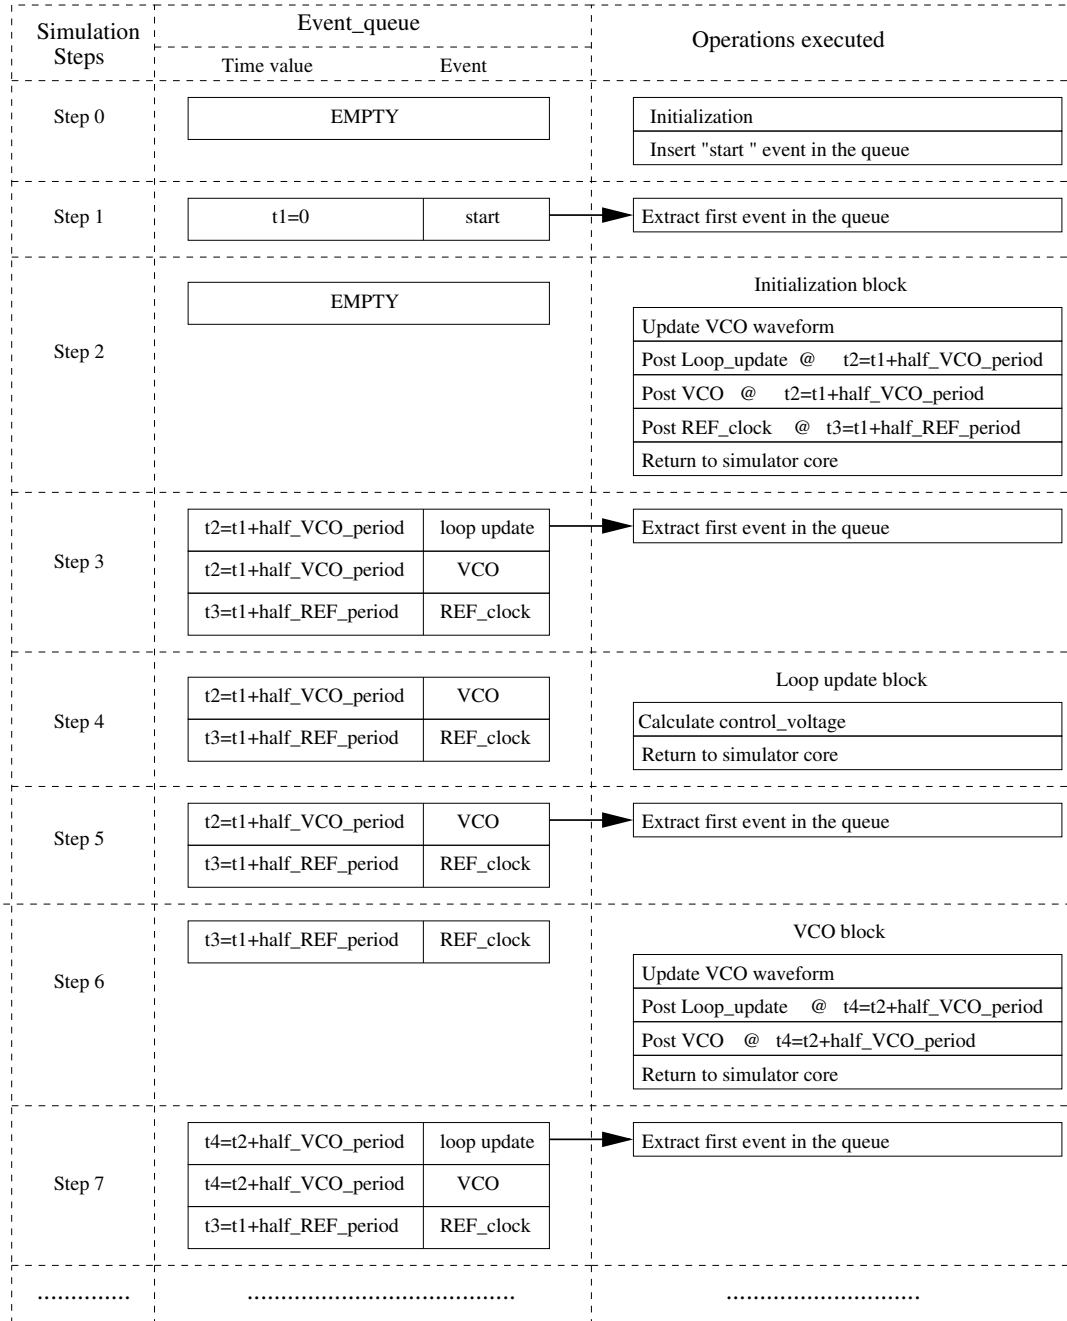 Simulation Steps
Event_queue
Operations executed
Time value Event
Step 0
EMPTY
Initialization
Insert "start " event in the queue
Step 1
t1=0 start
Extract first event in the queue
Step 2
EMPTY
Initialization block
Update VCO waveform
Post Loop_update @ t2=t1+half_VCO_period
Post VCO @ t2=t1+half_VCO_period
Post REF_clock @ t3=t1+half_REF_period
Return to simulator core
Step 3
t2=t1+half_VCO_period loop update
t2=t1+half_VCO_period VCO
t3=t1+half_REF_period REF_clock
Extract first event in the queue
Step 4
t2=t1+half_VCO_period VCO
t3=t1+half_REF_period REF_clock
Loop update block
Calculate control_voltage
Return to simulator core
Step 5
t2=t1+half_VCO_period VCO
t3=t1+half_REF_period REF_clock
Extract first event in the queue
Step 6
t3=t1+half_REF_period REF_clock
VCO block
Update VCO waveform
Post Loop_update @ t4=t2+half_VCO_period
Post VCO @ t4=t2+half_VCO_period
Return to simulator core
Step 7
t4=t2+half_VCO_period loop update
t4=t2+half_VCO_period VCO
t3=t1+half_REF_period REF_clock
Extract first event in the queue
.............. ....................................... ............................